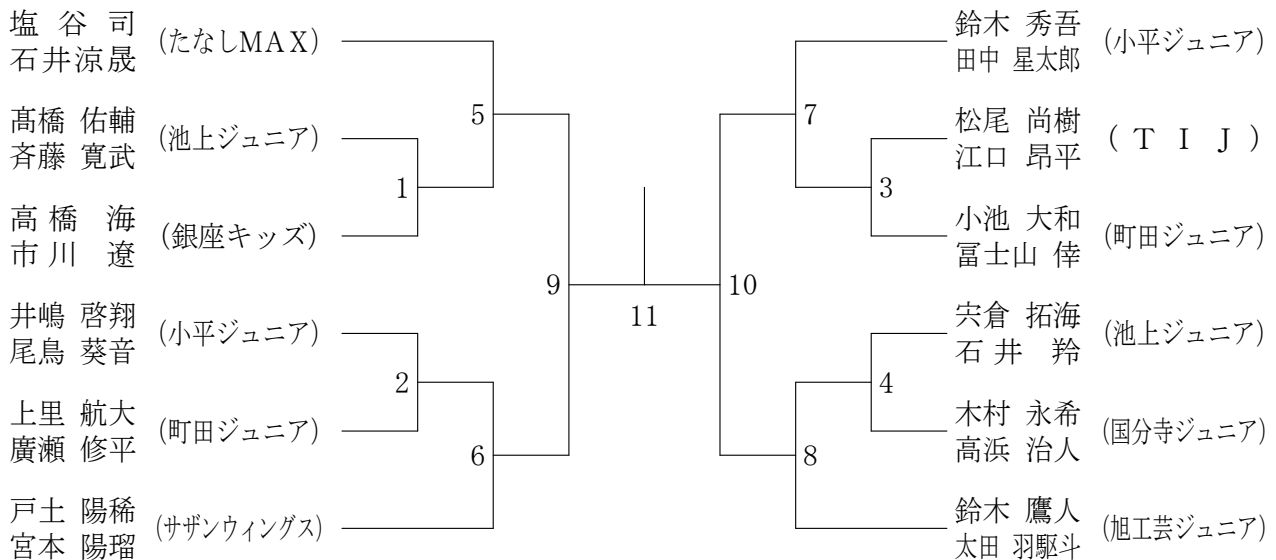 塩 谷 司
石井涼晟
(たなしMAX)
髙橋 佑輔
斉藤 寛武
(池上ジュニア)
高橋 海
市川 遼
(銀座キッズ)
井嶋 啓翔
尾鳥 葵音
(小平ジュニア)
上里 航大
廣瀬 修平
(町田ジュニア)
戸土 陽稀
宮本 陽瑠
(サザンウィングス)
5
1
2
6
9
11
10
7
3
4
8
鈴木 秀吾
田中 星太郎
(小平ジュニア)
松尾 尚樹
江口 昂平
(TIJ)
小池 大和
冨士山 倖
(町田ジュニア)
宍倉 拓海
石井 羚
(池上ジュニア)
木村 永希
高浜 治人
(国分寺ジュニア)
鈴木 鷹人
太田 羽駆斗
(旭工芸ジュニア)